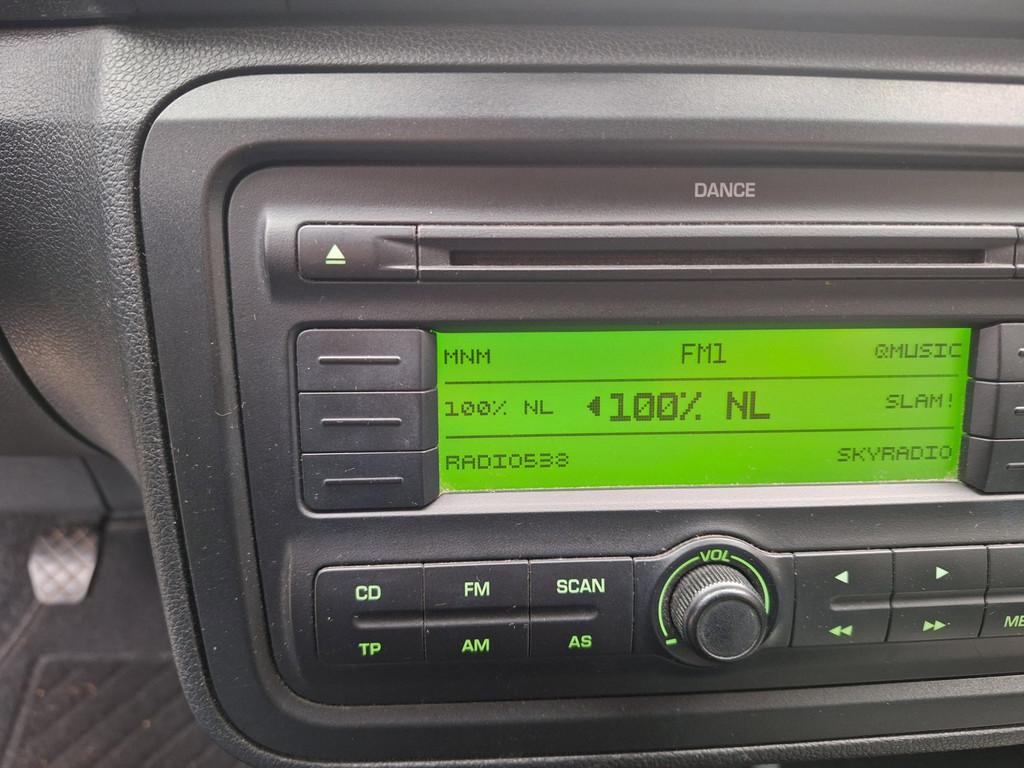 DANCE
MNM FM1 QMUSIC
100% NL 100% NL SLAM!
RADIO538 SKYRADIO
CD FM SCAN VOL
TP AM AS